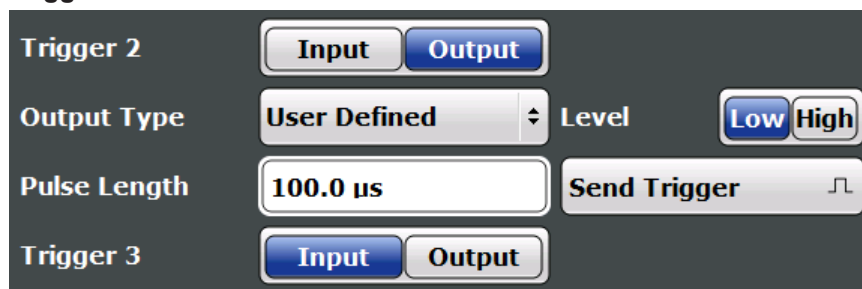 Trigger 2 Input Output
Output Type User Defined Level Low High
Pulse Length 100.0 µs Send Trigger
Trigger 3 Input Output